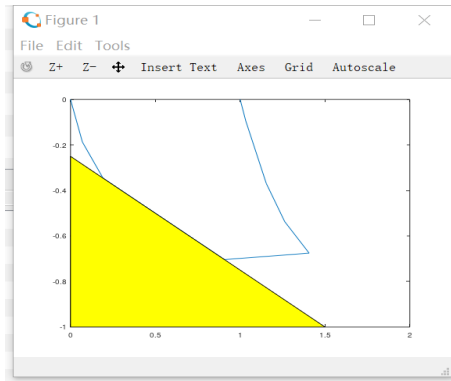 Figure 1
File Edit Tools
Z+ Z- Insert Text Axes Grid Autoscale
0
-0.2
-0.4
-0.6
-0.8
-1
0 0.5 1 1.5 2